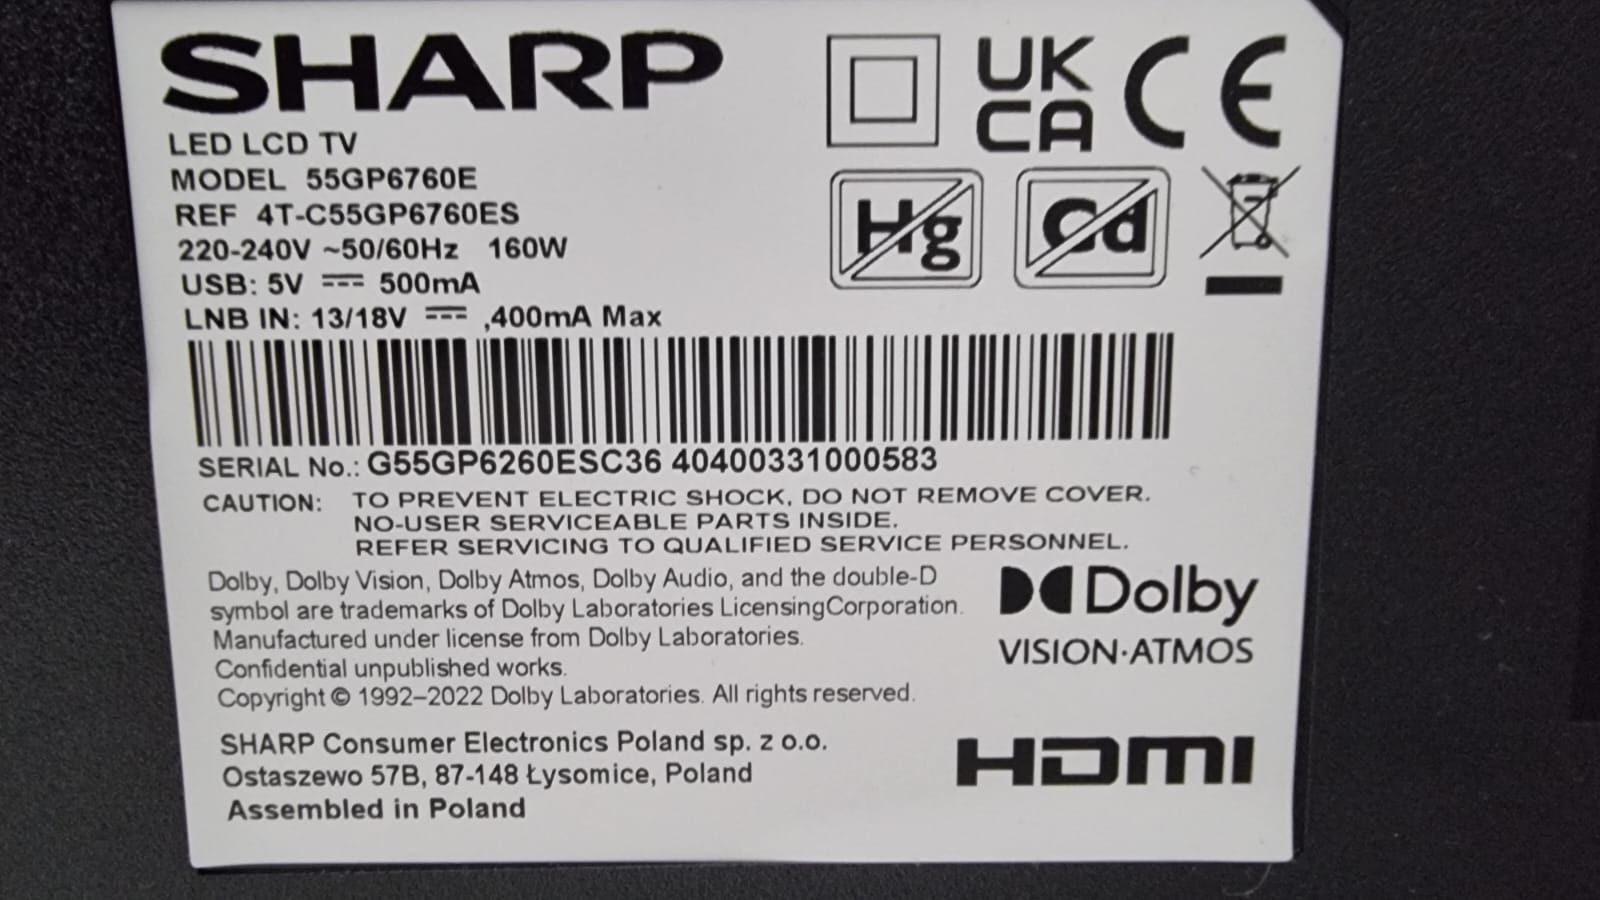 SHARP
UK
CA
CE
LED LCD TV
MODEL 55GP6760E
REF 4T-C55GP6760ES
220-240V ~50/60Hz 160W
Hg
Cd
USB: 5V ⎓ 500mA
LNB IN: 13/18V ⎓ ,400mA Max
SERIAL No.: G55GP6260ESC36 40400331000583
CAUTION: TO PREVENT ELECTRIC SHOCK, DO NOT REMOVE COVER.
NO-USER SERVICEABLE PARTS INSIDE.
REFER SERVICING TO QUALIFIED SERVICE PERSONNEL.
Dolby, Dolby Vision, Dolby Atmos, Dolby Audio, and the double-D
symbol are trademarks of Dolby Laboratories LicensingCorporation.
Manufactured under license from Dolby Laboratories.
Confidential unpublished works.
Copyright © 1992–2022 Dolby Laboratories. All rights reserved.
Dolby
VISION·ATMOS
SHARP Consumer Electronics Poland sp. z o.o.
Ostaszewo 57B, 87-148 Łysomice, Poland
Assembled in Poland
HDMI